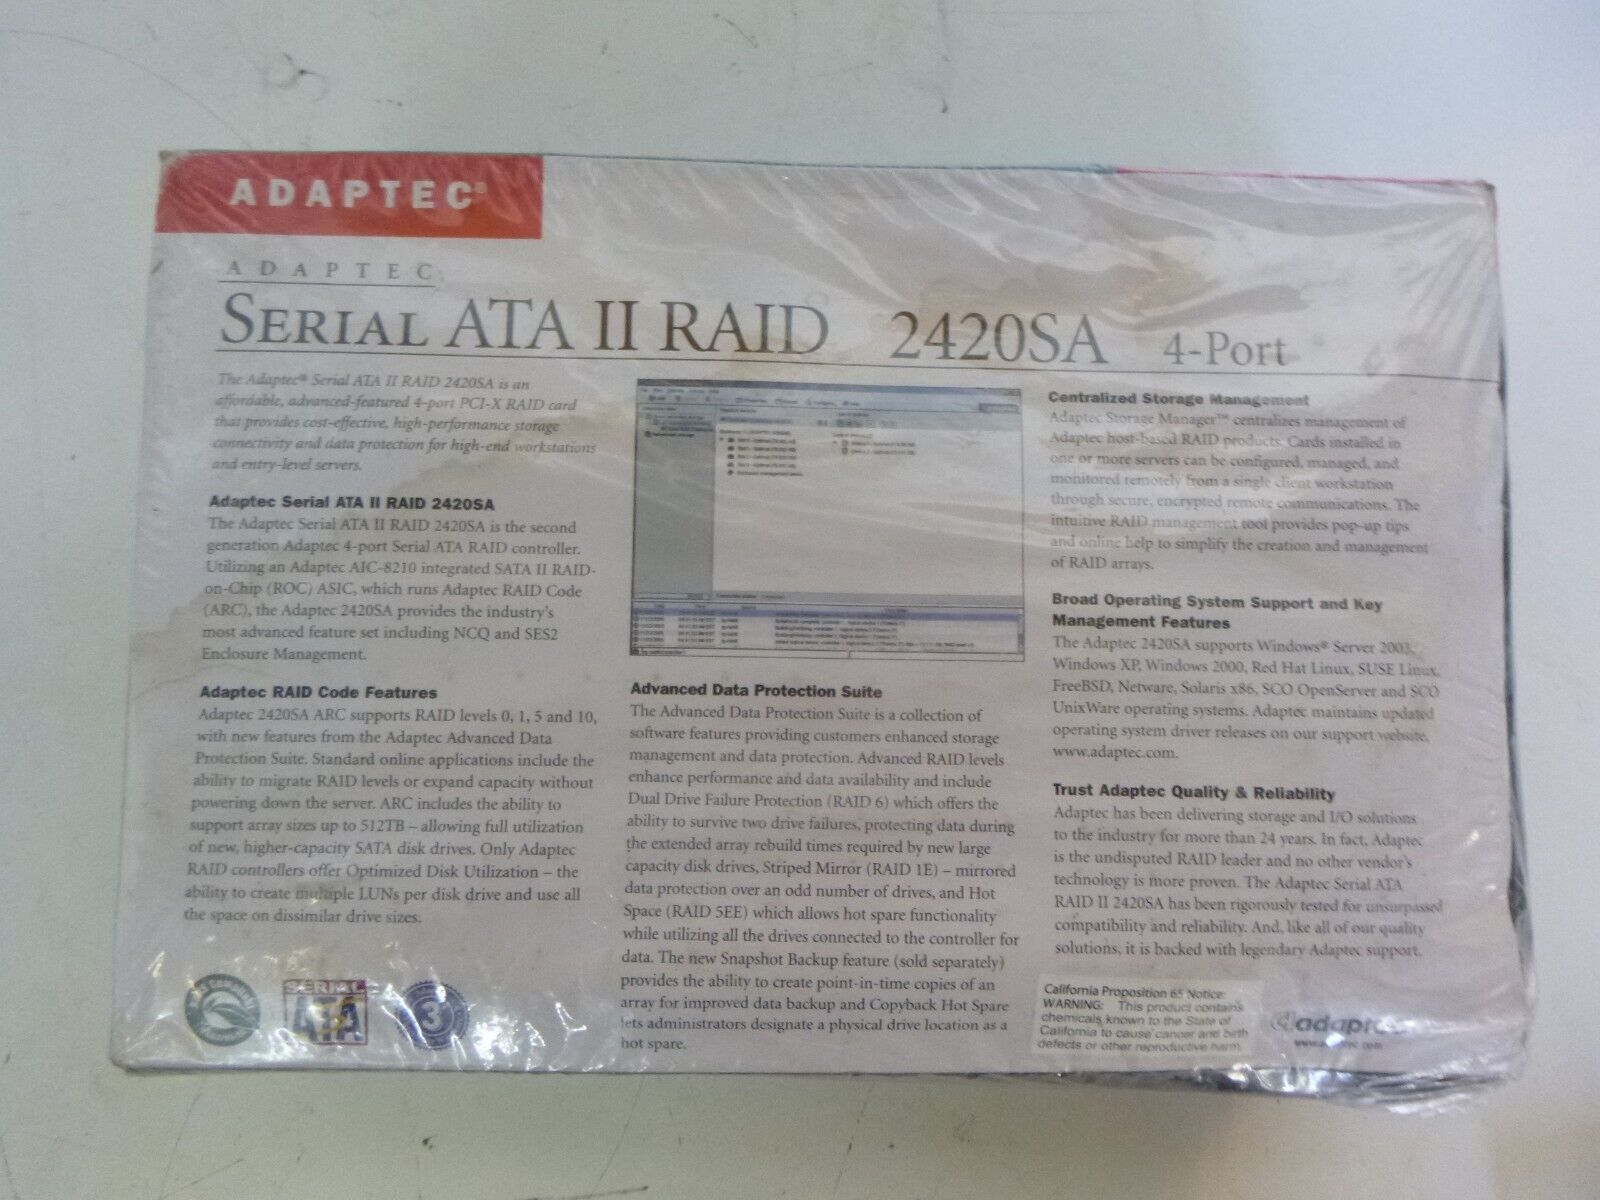 ADAPTEC®
ADAPTEC
SERIAL ATA II RAID 2420SA 4-Port
The Adaptec® Serial ATA II RAID 2420SA is an
affordable, advanced-featured 4-port PCI-X RAID card
that provides cost-effective, high-performance storage
connectivity and data protection for high-end workstations
and entry-level servers.
Adaptec Serial ATA II RAID 2420SA
The Adaptec Serial ATA II RAID 2420SA is the second
generation Adaptec 4-port Serial ATA RAID controller.
Utilizing an Adaptec AIC-8210 integrated SATA II RAID-
on-Chip (ROC) ASIC, which runs Adaptec RAID Code
(ARC), the Adaptec 2420SA provides the industry's
most advanced feature set including NCQ and SES2
Enclosure Management.
Adaptec RAID Code Features
Adaptec 2420SA ARC supports RAID levels 0, 1, 5 and 10,
with new features from the Adaptec Advanced Data
Protection Suite. Standard online applications include the
ability to migrate RAID levels or expand capacity without
powering down the server. ARC includes the ability to
support array sizes up to 512TB – allowing full utilization
of new, higher-capacity SATA disk drives. Only Adaptec
RAID controllers offer Optimized Disk Utilization – the
ability to create multiple LUNs per disk drive and use all
the space on dissimilar drive sizes.
SERIAL
ATA
3
Advanced Data Protection Suite
The Advanced Data Protection Suite is a collection of
software features providing customers enhanced storage
management and data protection. Advanced RAID levels
enhance performance and data availability and include
Dual Drive Failure Protection (RAID 6) which offers the
ability to survive two drive failures, protecting data during
the extended array rebuild times required by new large
capacity disk drives, Striped Mirror (RAID 1E) – mirrored
data protection over an odd number of drives, and Hot
Space (RAID 5EE) which allows hot spare functionality
while utilizing all the drives connected to the controller for
data. The new Snapshot Backup feature (sold separately)
provides the ability to create point-in-time copies of an
array for improved data backup and Copyback Hot Spare
lets administrators designate a physical drive location as a
hot spare.
Centralized Storage Management
Adaptec Storage Manager™ centralizes management of
Adaptec host-based RAID products. Cards installed in
one or more servers can be configured, managed, and
monitored remotely from a single client workstation
through secure, encrypted remote communications. The
intuitive RAID management tool provides pop-up tips
and online help to simplify the creation and management
of RAID arrays.
Broad Operating System Support and Key
Management Features
The Adaptec 2420SA supports Windows® Server 2003,
Windows XP, Windows 2000, Red Hat Linux, SUSE Linux,
FreeBSD, Netware, Solaris x86, SCO OpenServer and SCO
UnixWare operating systems. Adaptec maintains updated
operating system driver releases on our support website,
www.adaptec.com.
Trust Adaptec Quality & Reliability
Adaptec has been delivering storage and I/O solutions
to the industry for more than 24 years. In fact, Adaptec
is the undisputed RAID leader and no other vendor's
technology is more proven. The Adaptec Serial ATA
RAID II 2420SA has been rigorously tested for unsurpassed
compatibility and reliability. And, like all of our quality
solutions, it is backed with legendary Adaptec support.
California Proposition 65 Notice:
WARNING: This product contains
chemicals known to the State of
California to cause cancer and birth
defects or other reproductive harm.
adaptec